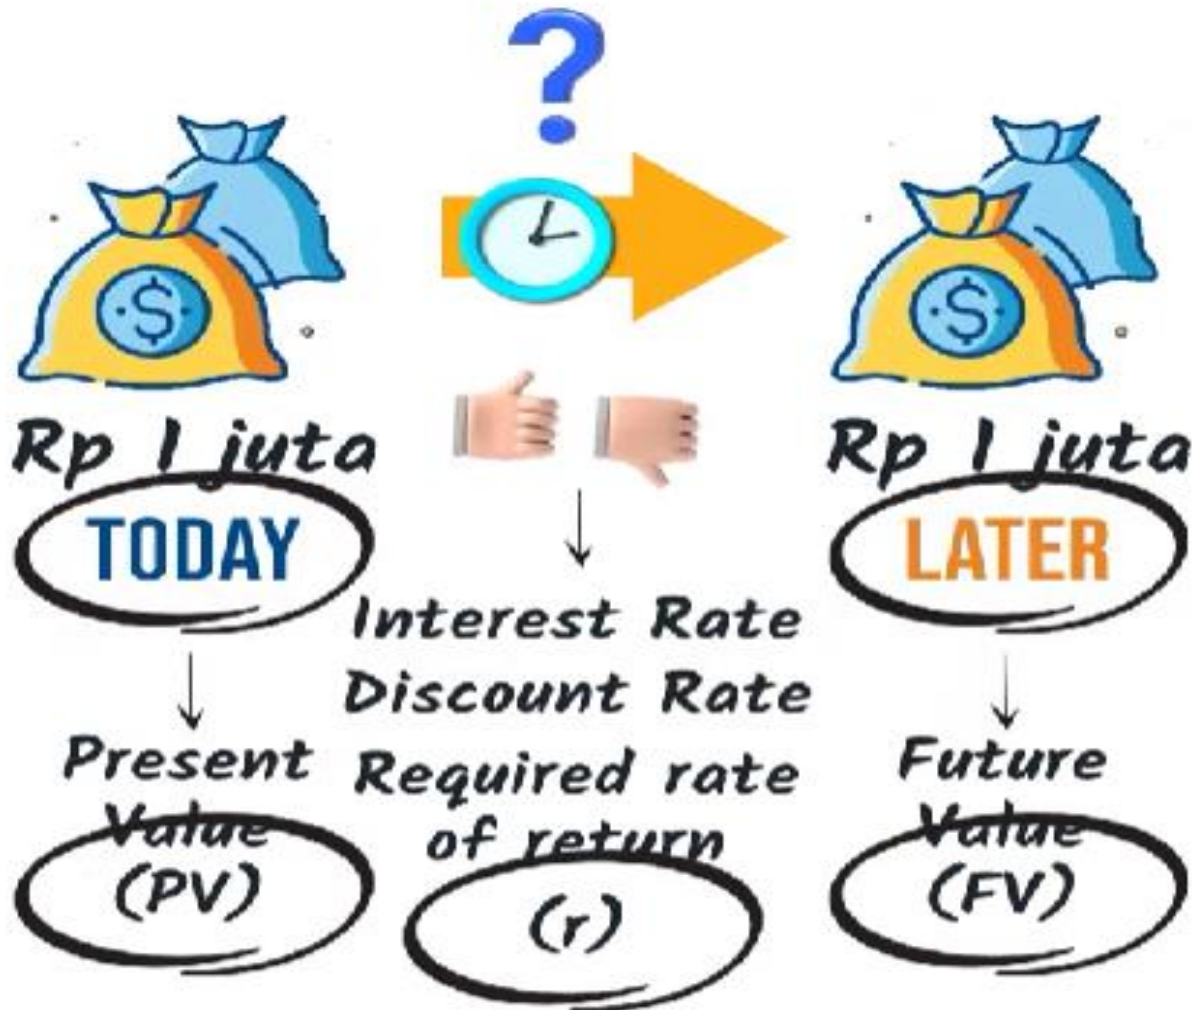 ?
$
$
Rp 1 juta
TODAY
Present
Value
(PV)
Interest Rate
Discount Rate
Required rate
of return
(r)
Rp 1 juta
LATER
Future
Value
(FV)